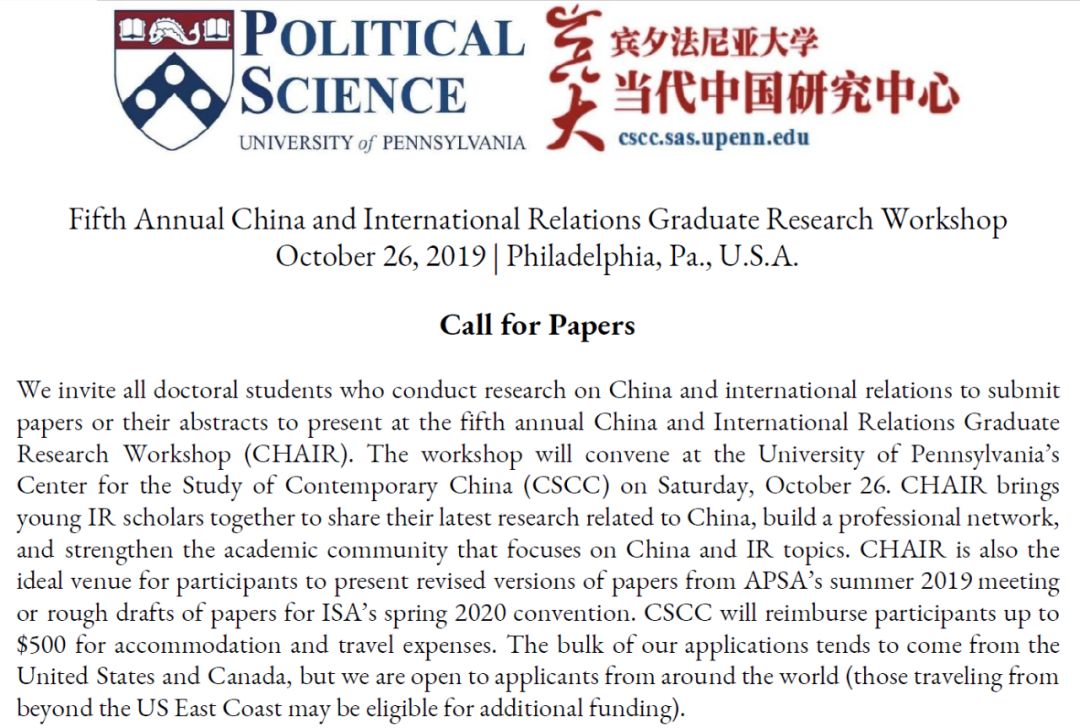 POLITICAL
SCIENCE
UNIVERSITY of PENNSYLVANIA
宾夕法尼亚大学
当代中国研究中心
cscc.sas.upenn.edu
Fifth Annual China and International Relations Graduate Research Workshop
October 26, 2019 | Philadelphia, Pa., U.S.A.
Call for Papers
We invite all doctoral students who conduct research on China and international relations to submit
papers or their abstracts to present at the fifth annual China and International Relations Graduate
Research Workshop (CHAIR). The workshop will convene at the University of Pennsylvania’s
Center for the Study of Contemporary China (CSCC) on Saturday, October 26. CHAIR brings
young IR scholars together to share their latest research related to China, build a professional network,
and strengthen the academic community that focuses on China and IR topics. CHAIR is also the
ideal venue for participants to present revised versions of papers from APSA’s summer 2019 meeting
or rough drafts of papers for ISA’s spring 2020 convention. CSCC will reimburse participants up to
$500 for accommodation and travel expenses. The bulk of our applications tends to come from the
United States and Canada, but we are open to applicants from around the world (those traveling from
beyond the US East Coast may be eligible for additional funding).